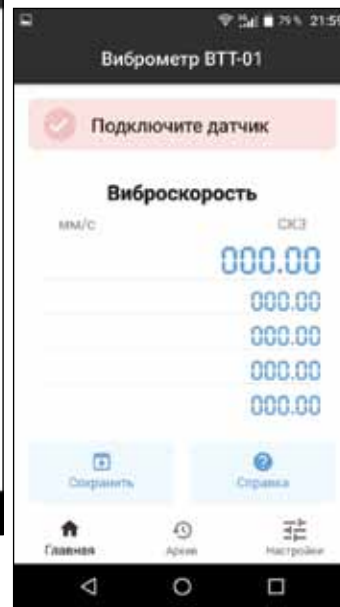 79% 21:59
Виброметр ВТТ-01
Подключите датчик
Виброскорость
мм/с СКЗ
000.00
000.00
000.00
000.00
000.00
Сохранить Справка
Главная Архив Настройки